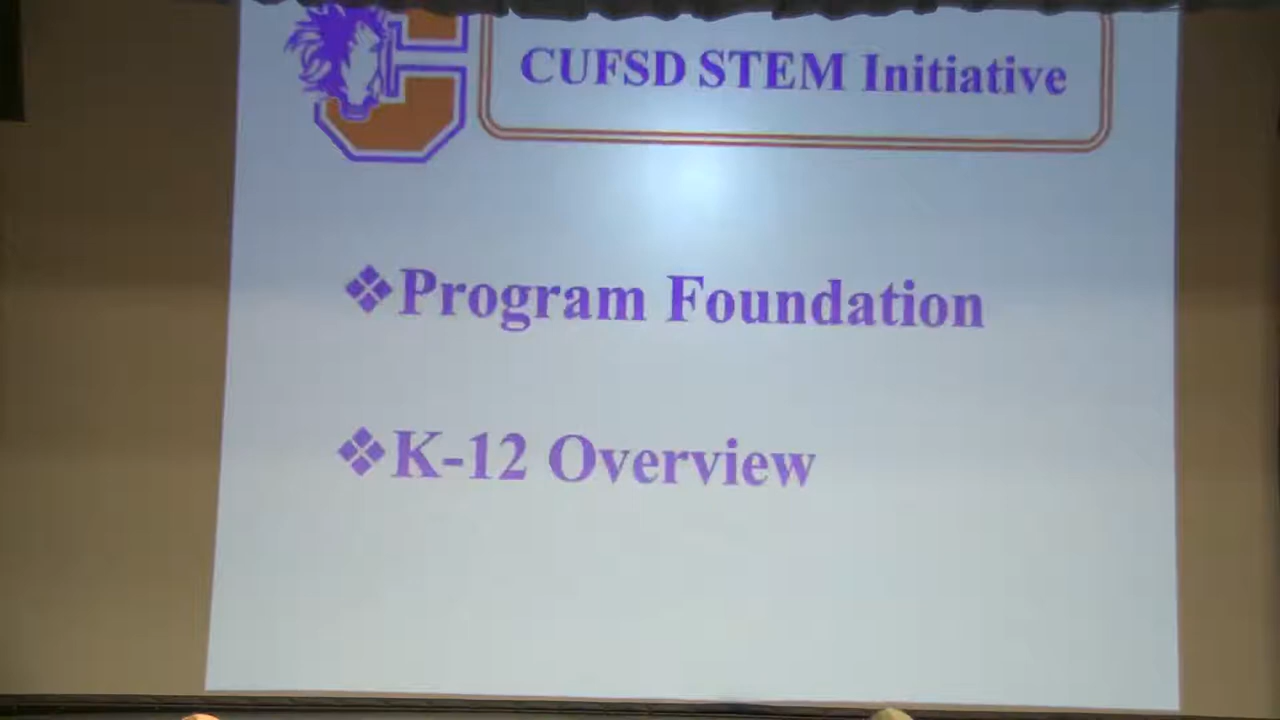 CUFSD STEM Initiative
❖Program Foundation
❖K-12 Overview